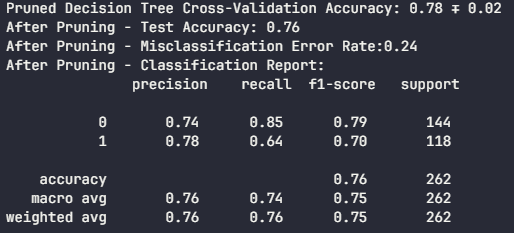 Pruned Decision Tree Cross-Validation Accuracy: 0.78 ∓ 0.02
After Pruning - Test Accuracy: 0.76
After Pruning - Misclassification Error Rate:0.24
After Pruning - Classification Report:
precision recall f1-score support
0 0.74 0.85 0.79 144
1 0.78 0.64 0.70 118
accuracy 0.76 262
macro avg 0.76 0.74 0.75 262
weighted avg 0.76 0.76 0.75 262